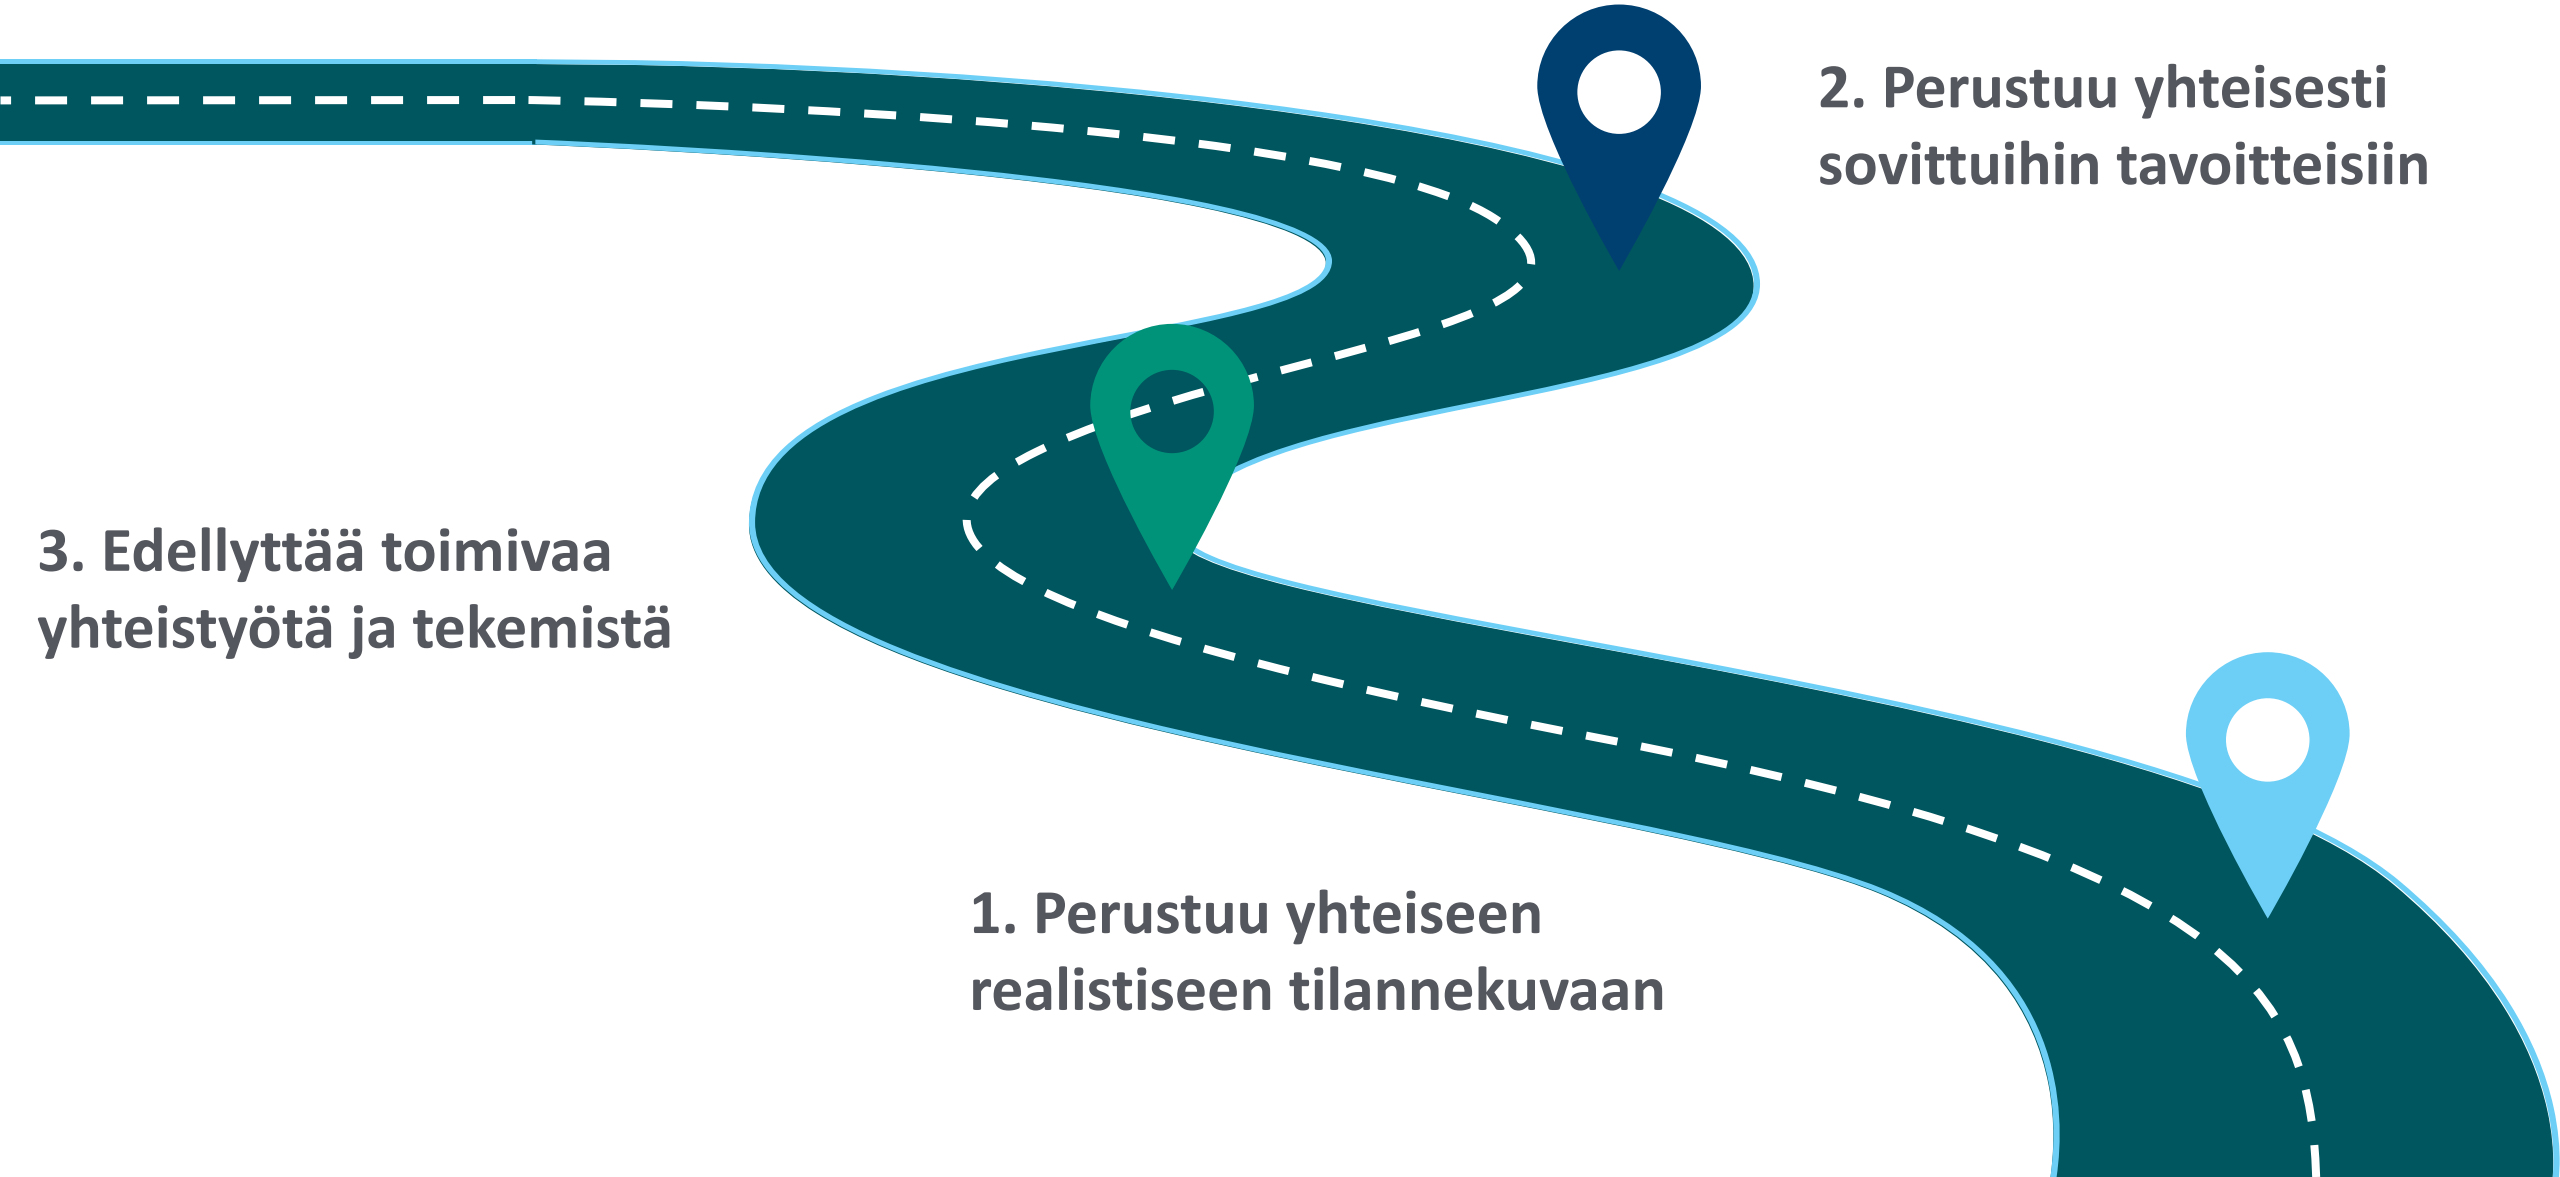 2. Perustuu yhteisesti
sovittuihin tavoitteisiin
3. Edellyttää toimivaa
yhteistyötä ja tekemistä
1. Perustuu yhteiseen
realistiseen tilannekuvaan